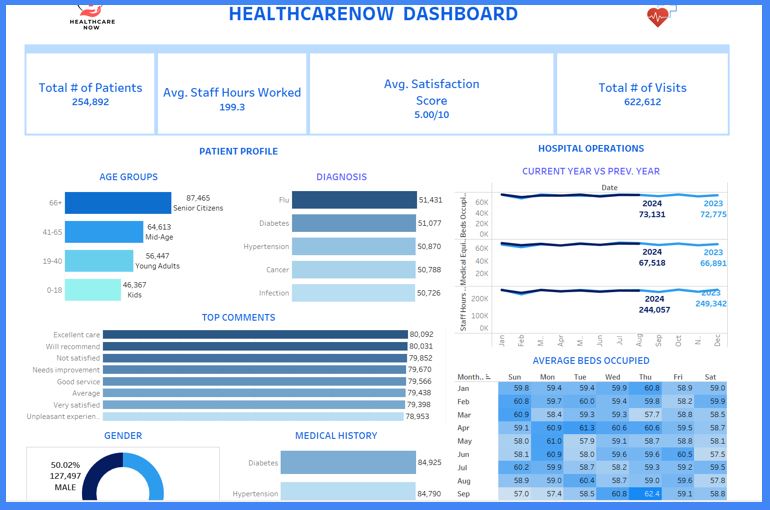 HEALTHCARE
NOW
HEALTHCARENOW DASHBOARD
Total # of Patients
254,892
Avg. Staff Hours Worked
199.3
Avg. Satisfaction
Score
5.00/10
Total # of Visits
622,612
PATIENT PROFILE
AGE GROUPS
66+
87,465
Senior Citizens
41-65
64,613
Mid-Age
19-40
56,447
Young Adults
0-18
46,367
Kids
DIAGNOSIS
Flu 51,431
Diabetes 51,077
Hypertension 50,870
Cancer 50,788
Infection 50,726
TOP COMMENTS
Excellent care 80,092
Will recommend 80,031
Not satisfied 79,852
Needs improvement 79,670
Good service 79,566
Average 79,438
Very satisfied 79,398
Unpleasant experien.. 78,953
GENDER
50.02%
127,497
MALE
MEDICAL HISTORY
Diabetes 84,925
Hypertension 84,790
HOSPITAL OPERATIONS
CURRENT YEAR VS PREV. YEAR
Date
Beds Occupi..
60K
40K
20K
0K
2024
73,131
2023
72,775
Medical Equi..
60K
40K
20K
2024
67,518
2023
66,891
Staff Hours ..
200K
100K
0K
2024
244,057
2023
249,342
Jan Feb M.. Apr M.. Jun Jul Aug Sep Oct N.. Dec
AVERAGE BEDS OCCUPIED
Month.. Sun Mon Tue Wed Thu Fri Sat
Jan 59.8 59.4 59.4 59.9 60.8 58.9 59.0
Feb 60.8 59.7 60.0 59.4 59.8 58.2 59.9
Mar 60.9 58.4 59.3 59.3 57.7 58.8 58.5
Apr 59.1 60.9 61.3 60.6 60.6 59.5 58.7
May 58.0 61.0 57.9 59.1 58.7 58.8 58.1
Jun 58.1 60.9 58.0 59.6 59.6 60.5 57.5
Jul 60.2 59.9 58.7 58.2 59.3 59.2 58.3
Aug 58.9 59.0 60.4 58.7 59.0 59.6 57.8
Sep 57.0 57.4 58.5 60.8 62.4 59.1 58.8